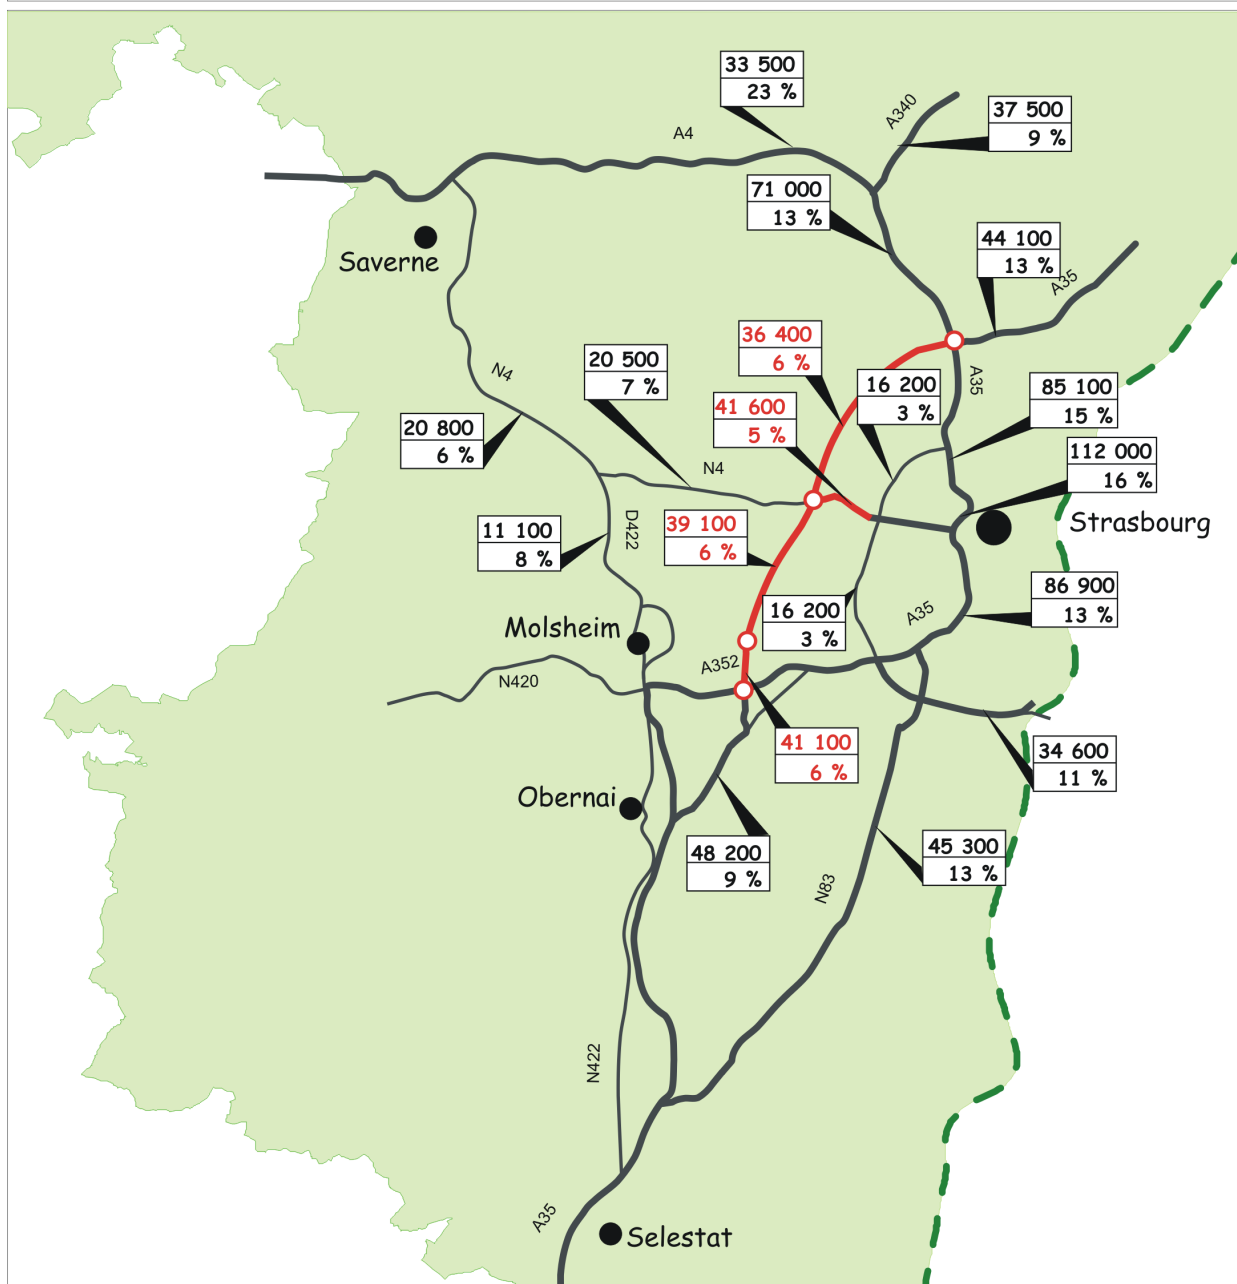 33 500
23 %
A340
37 500
9 %
A4
71 000
13 %
44 100
13 %
A35
Saverne
36 400
6 %
20 500
7 %
N4
16 200
3 %
A35
85 100
15 %
41 600
5 %
20 800
6 %
112 000
16 %
N4
39 100
6 %
11 100
8 %
D422
Strasbourg
86 900
13 %
16 200
3 %
A35
Molsheim
A352
N420
41 100
6 %
34 600
11 %
Obernai
48 200
9 %
45 300
13 %
N83
N422
A35
Selestat